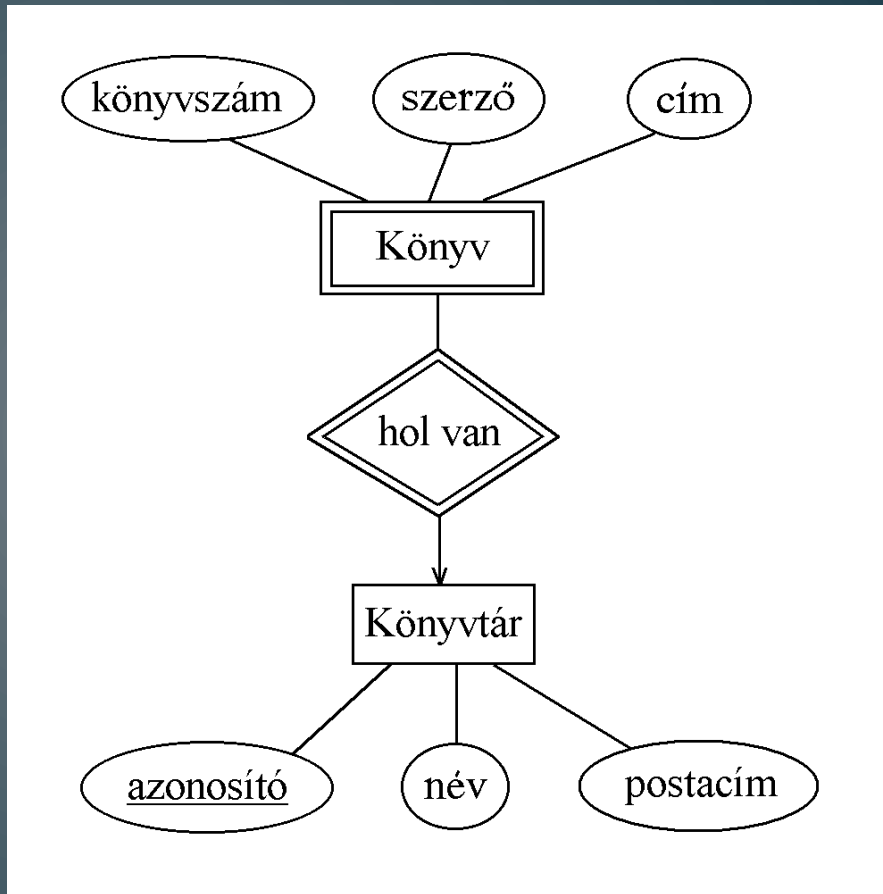 könyvszám
szerző
cím
Könyv
hol van
Könyvtár
azonosító
név
postacím